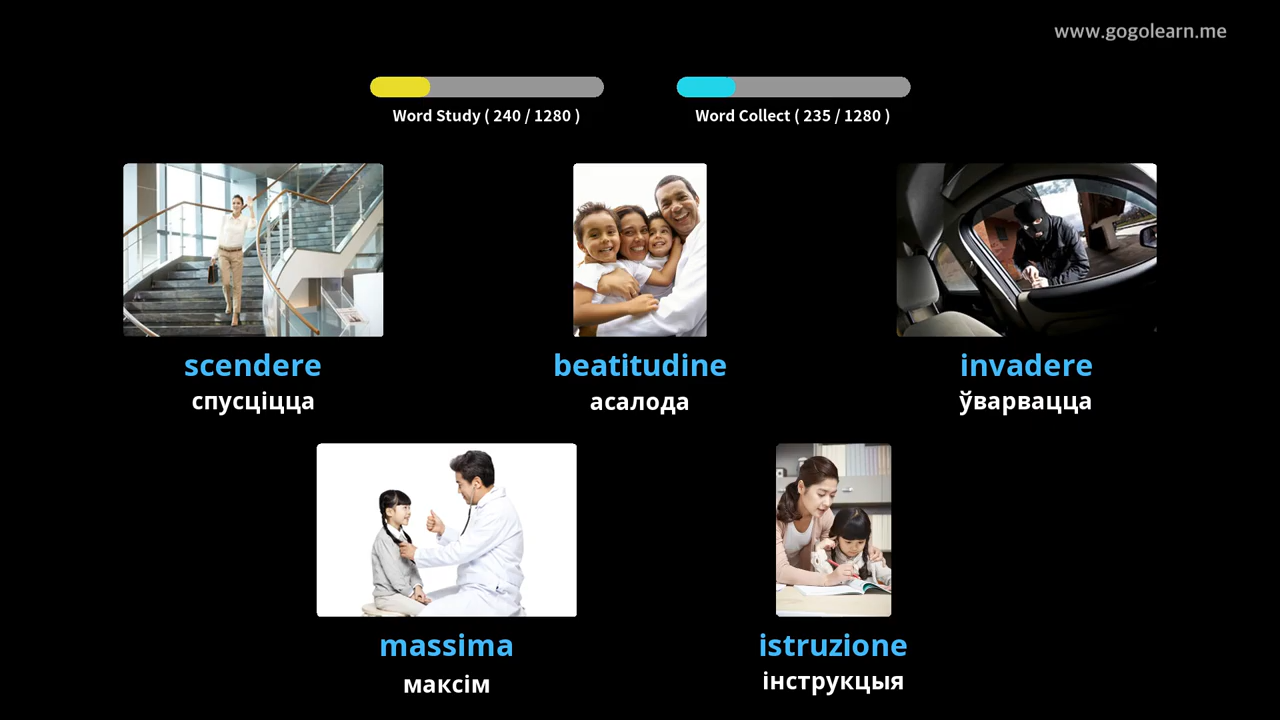 www.gogolearn.me
Word Study ( 240 / 1280 )
Word Collect ( 235 / 1280 )
scendere
спусціцца
beatitudine
асалода
invadere
ўварвацца
massima
максім
istruzione
інструкцыя